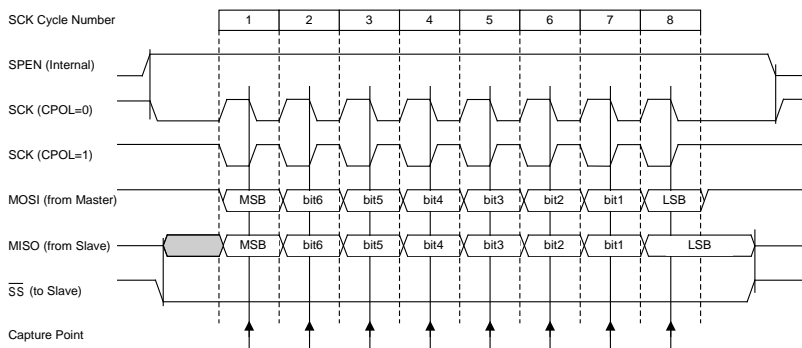 SCK Cycle Number 1 2 3 4 5 6 7 8
SPEN (Internal)
SCK (CPOL=0)
SCK (CPOL=1)
MOSI (from Master) MSB bit6 bit5 bit4 bit3 bit2 bit1 LSB
MISO (from Slave) MSB bit6 bit5 bit4 bit3 bit2 bit1 LSB
SS (to Slave)
Capture Point